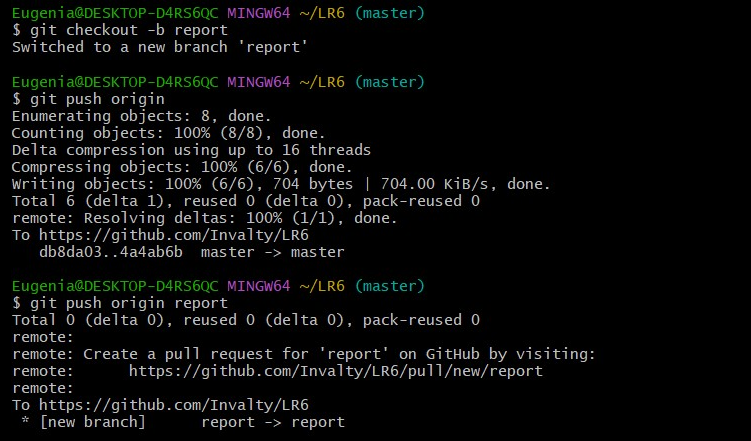 Eugenia@DESKTOP-D4RS6QC MINGW64 ~/LR6 (master)
$ git checkout -b report
Switched to a new branch 'report'

Eugenia@DESKTOP-D4RS6QC MINGW64 ~/LR6 (master)
$ git push origin
Enumerating objects: 8, done.
Counting objects: 100% (8/8), done.
Delta compression using up to 16 threads
Compressing objects: 100% (6/6), done.
Writing objects: 100% (6/6), 704 bytes | 704.00 KiB/s, done.
Total 6 (delta 1), reused 0 (delta 0), pack-reused 0
remote: Resolving deltas: 100% (1/1), done.
To https://github.com/Invalty/LR6
   db8da03..4a4ab6b  master -> master

Eugenia@DESKTOP-D4RS6QC MINGW64 ~/LR6 (master)
$ git push origin report
Total 0 (delta 0), reused 0 (delta 0), pack-reused 0
remote:
remote: Create a pull request for 'report' on GitHub by visiting:
remote:      https://github.com/Invalty/LR6/pull/new/report
remote:
To https://github.com/Invalty/LR6
 * [new branch]      report -> report